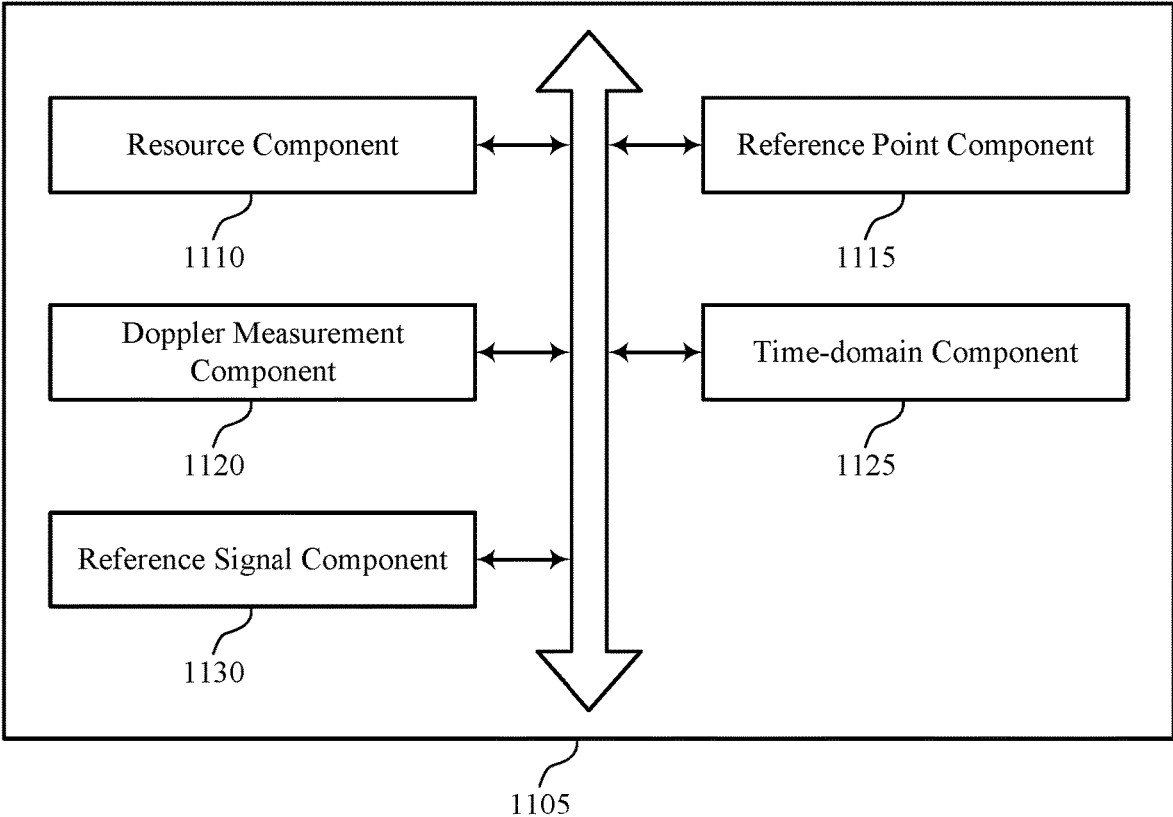 Resource Component
1110
Reference Point Component
1115
Doppler Measurement
Component
1120
Time-domain Component
1125
Reference Signal Component
1130
1105